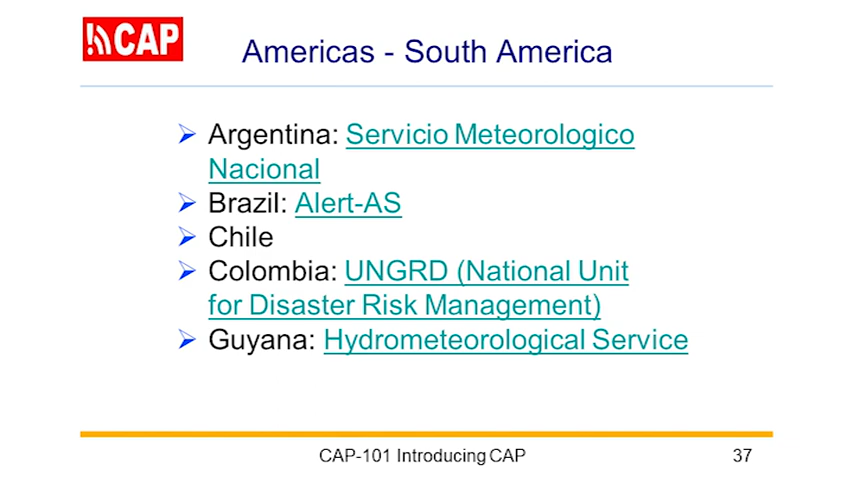 CAP
Americas - South America
Argentina: Servicio Meteorologico
Nacional
Brazil: Alert-AS
Chile
Colombia: UNGRD (National Unit
for Disaster Risk Management)
Guyana: Hydrometeorological Service
CAP-101 Introducing CAP
37